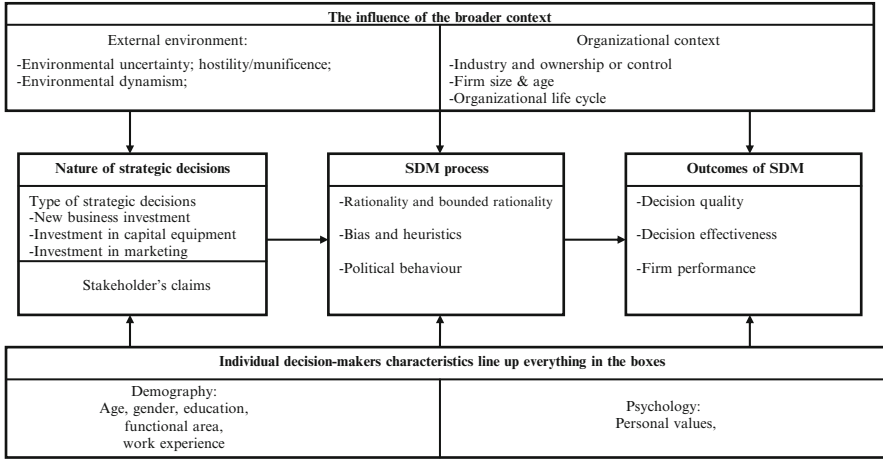 The influence of the broader context
External environment:
-Environmental uncertainty; hostility/munificence;
-Environmental dynamism;
Organizational context
-Industry and ownership or control
-Firm size & age
-Organizational life cycle
Nature of strategic decisions
Type of strategic decisions
-New business investment
-Investment in capital equipment
-Investment in marketing
Stakeholder’s claims
SDM process
-Rationality and bounded rationality
-Bias and heuristics
-Political behaviour
Outcomes of SDM
-Decision quality
-Decision effectiveness
-Firm performance
Individual decision-makers characteristics line up everything in the boxes
Demography:
Age, gender, education,
functional area,
work experience
Psychology:
Personal values,